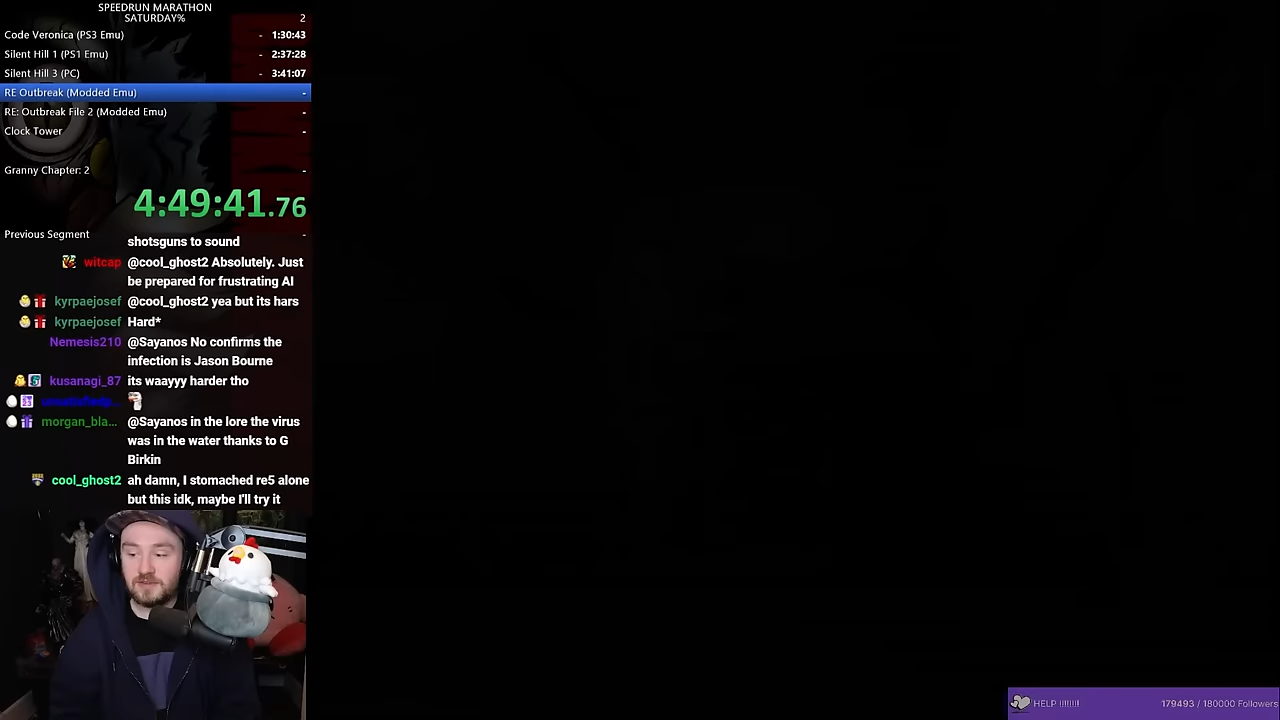 SPEEDRUN MARATHON
SATURDAY% 2
Code Veronica (PS3 Emu) - 1:30:43
Silent Hill 1 (PS1 Emu) - 2:37:28
Silent Hill 3 (PC) - 3:41:07
RE Outbreak (Modded Emu) -
RE: Outbreak File 2 (Modded Emu) -
Clock Tower -
Granny Chapter: 2 -
4:49:41.76
Previous Segment -
shotsguns to sound
witcap @cool_ghost2 Absolutely. Just
be prepared for frustrating AI
kyrpaejosef @cool_ghost2 yea but its hars
kyrpaejosef Hard*
Nemesis210 @Sayanos No confirms the
infection is Jason Bourne
kusanagi_87 its waayyy harder tho
morgan_bla... @Sayanos in the lore the virus
was in the water thanks to G
Birkin
cool_ghost2 ah damn, I stomached re5 alone
but this idk, maybe I'll try it
HELP !!!!!!! 179493 / 180000 Followers